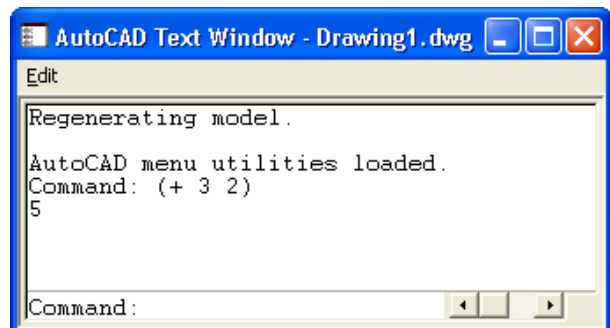 AutoCAD Text Window - Drawing1.dwg
Edit
Regenerating model.
AutoCAD menu utilities loaded.
Command: (+ 3 2)
5
Command: